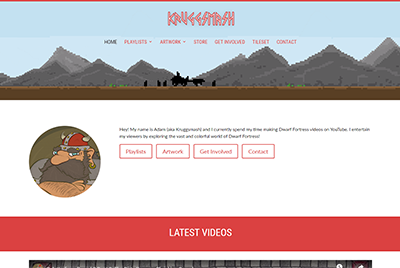 KRUGGSMASH
HOME PLAYLISTS ARTWORK STORE GET INVOLVED TILESET CONTACT
Hey! My name is Adam (aka Kruggsmash) and I currently spend my time making Dwarf Fortress videos on YouTube. I entertain
my viewers by exploring the vast and colorful world of Dwarf Fortress!
Playlists Artwork Get Involved Contact
LATEST VIDEOS